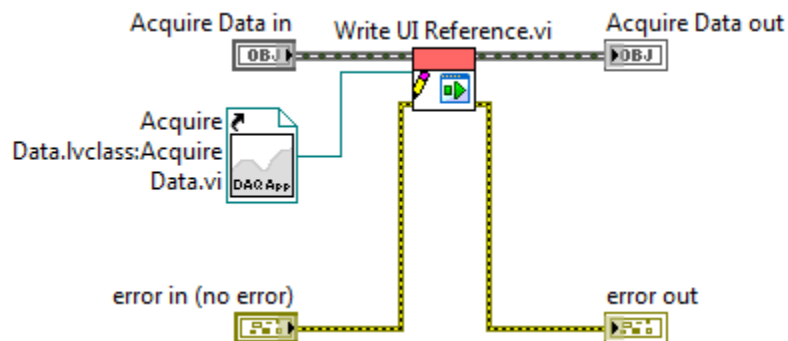 Acquire Data in
Write UI Reference.vi
Acquire Data out
OBJ
OBJ
Acquire
Data.lvclass:Acquire
Data.vi
DAQ App
error in (no error)
error out